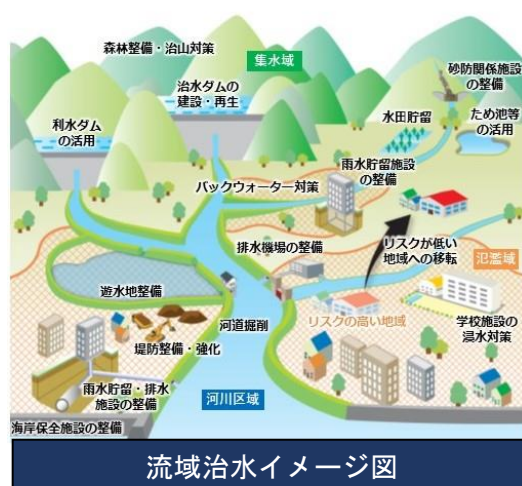 森林整備・治山対策
集水域
砂防関係施設
の整備
治水ダムの
建設・再生
水田貯留
ため池等
の活用
利水ダム
の活用
雨水貯留施設
の整備
バックウォーター対策
排水機場の整備
リスクが低い
地域への移転
氾濫域
遊水地整備
河道掘削
リスクの高い地域
学校施設の
浸水対策
堤防整備・強化
雨水貯留・排水
施設の整備
河川区域
海岸保全施設の整備
流域治水イメージ図